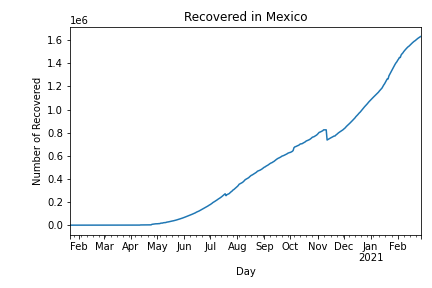 Recovered in Mexico
1e6
1.6
1.4
1.2
1.0
0.8
0.6
0.4
0.2
0.0
Number of Recovered
Feb Mar Apr May Jun Jul Aug Sep Oct Nov Dec Jan Feb
2021
Day